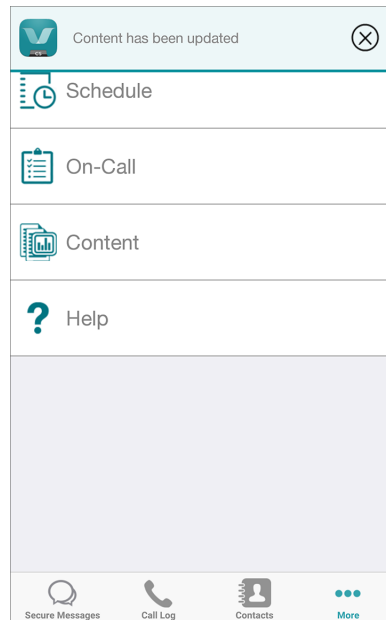 Content has been updated
Schedule
On-Call
Content
? Help
Secure Messages
Call Log
Contacts
More